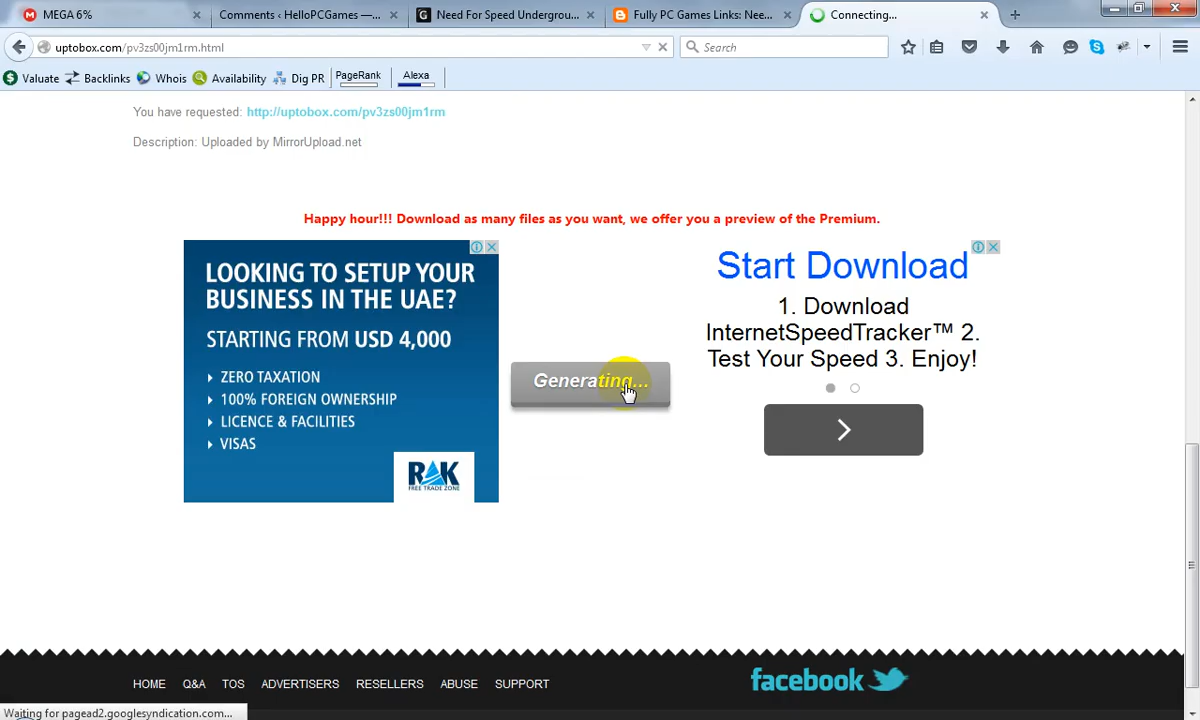 MEGA 6%
Comments ‹ HelloPCGames —...
Need For Speed Undergrou...
Fully PC Games Links: Nee...
Connecting...
uptobox.com/pv3zs00jm1rm.html
Search
Valuate
Backlinks
Whois
Availability
Dig PR
PageRank
Alexa
You have requested: http://uptobox.com/pv3zs00jm1rm
Description: Uploaded by MirrorUpload.net
Happy hour!!! Download as many files as you want, we offer you a preview of the Premium.
LOOKING TO SETUP YOUR
BUSINESS IN THE UAE?
STARTING FROM USD 4,000
ZERO TAXATION
100% FOREIGN OWNERSHIP
LICENCE & FACILITIES
VISAS
RAK
FREE TRADE ZONE
Generating...
Start Download
1. Download
InternetSpeedTracker™ 2.
Test Your Speed 3. Enjoy!
HOME
Q&A
TOS
ADVERTISERS
RESELLERS
ABUSE
SUPPORT
facebook
Waiting for pagead2.googlesyndication.com...